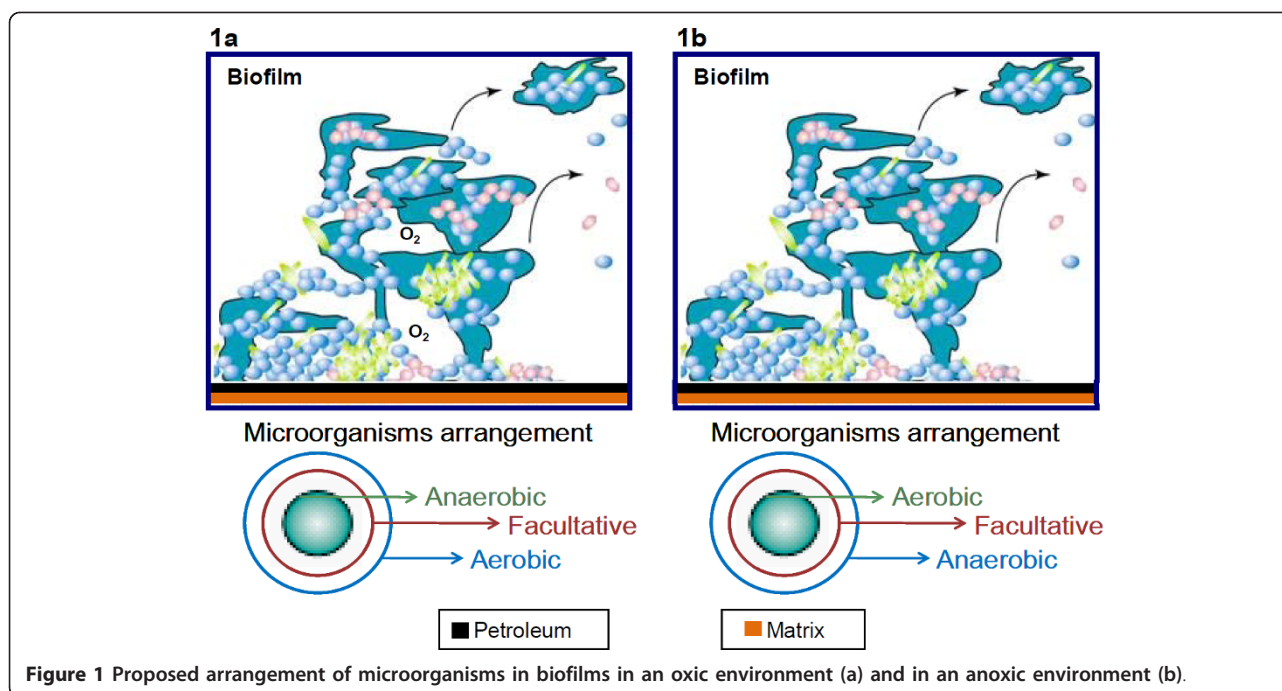 1a
Biofilm
O2
O2
Microorganisms arrangement
Anaerobic
Facultative
Aerobic
1b
Biofilm
Microorganisms arrangement
Aerobic
Facultative
Anaerobic
Petroleum
Matrix
Figure 1 Proposed arrangement of microorganisms in biofilms in an oxic environment (a) and in an anoxic environment (b).